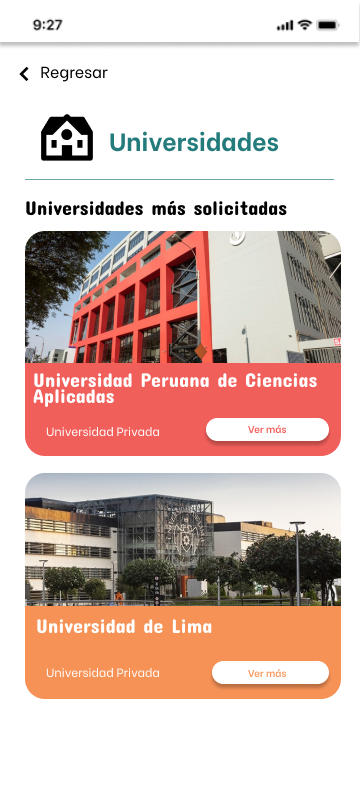 9:27
Regresar
Universidades
Universidades más solicitadas
Universidad Peruana de Ciencias
Aplicadas
Universidad Privada
Ver más
Universidad de Lima
Universidad Privada
Ver más